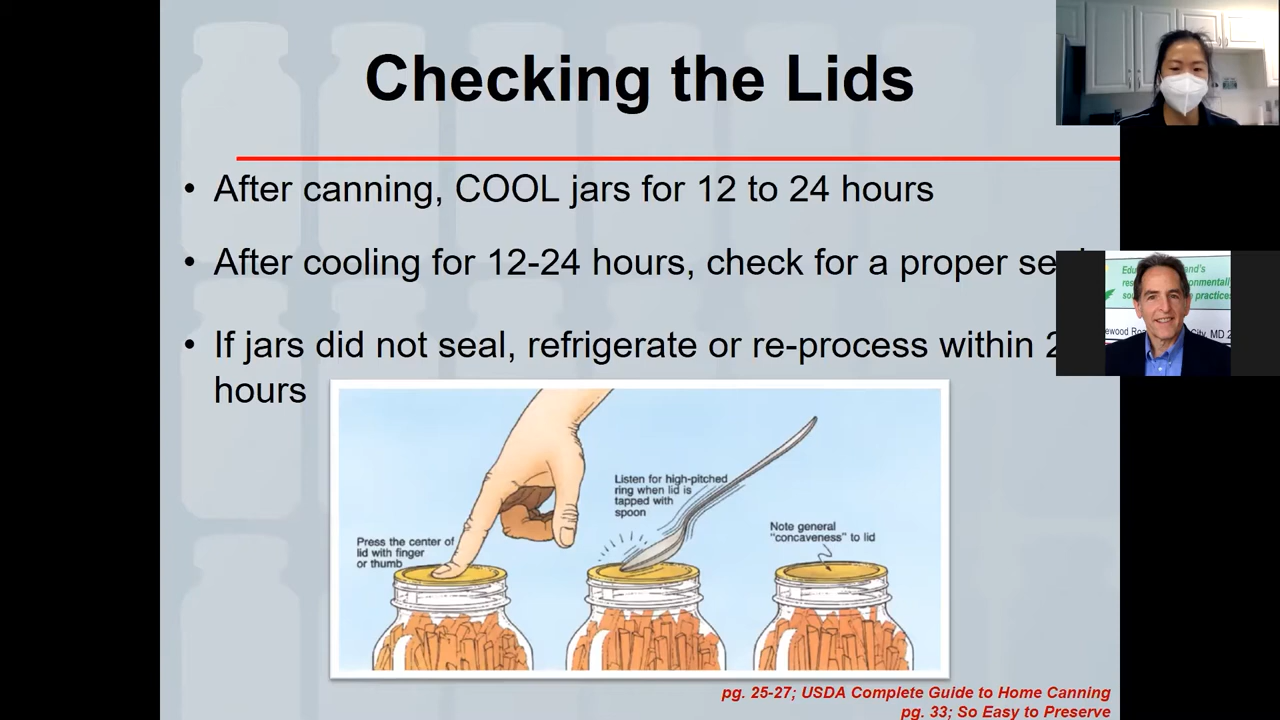 Checking the Lids
• After canning, COOL jars for 12 to 24 hours
• After cooling for 12-24 hours, check for a proper
• If jars did not seal, refrigerate or re-process within
hours
Press the center of
lid with finger
or thumb
Listen for high-pitched
ring when lid is
tapped with
spoon
Note general
"concaveness" to lid
pg. 25-27; USDA Complete Guide to Home Canning
pg. 33; So Easy to Preserve
City, MD